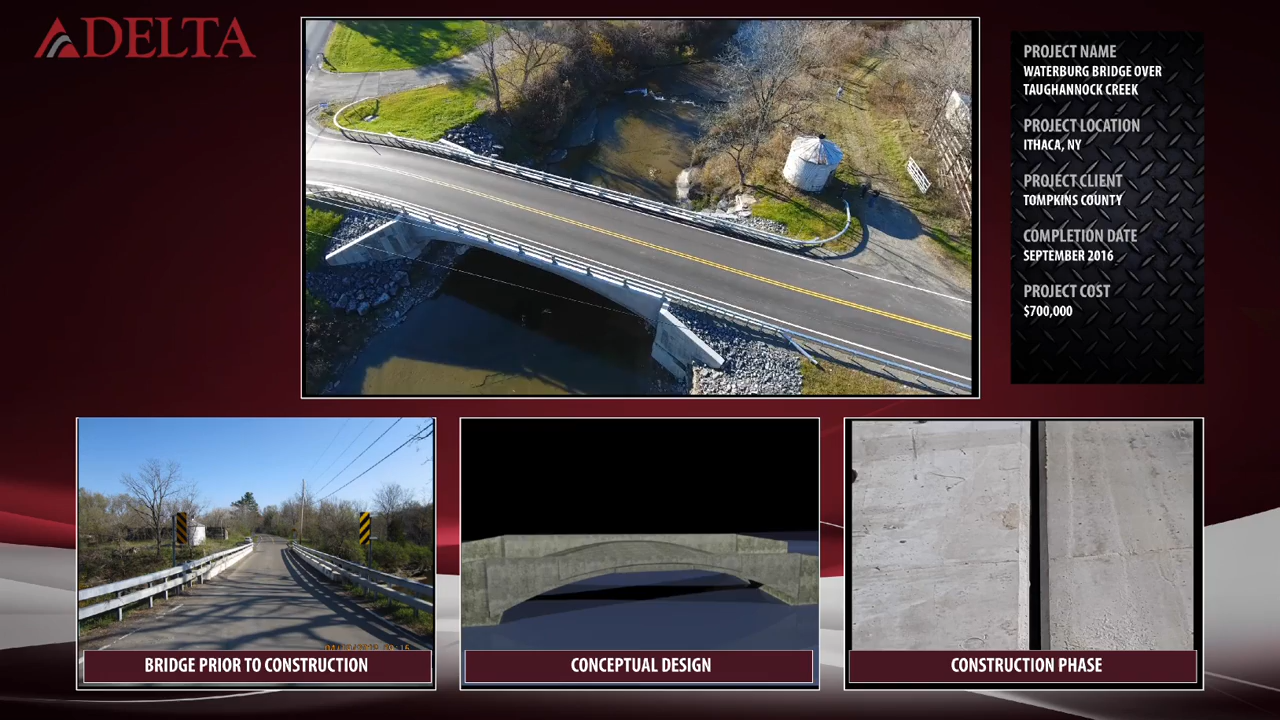 DELTA
PROJECT NAME
WATERBURG BRIDGE OVER
TAUGHANNOCK CREEK
PROJECT LOCATION
ITHACA, NY
PROJECT CLIENT
TOMPKINS COUNTY
COMPLETION DATE
SEPTEMBER 2016
PROJECT COST
$700,000
BRIDGE PRIOR TO CONSTRUCTION
CONCEPTUAL DESIGN
CONSTRUCTION PHASE